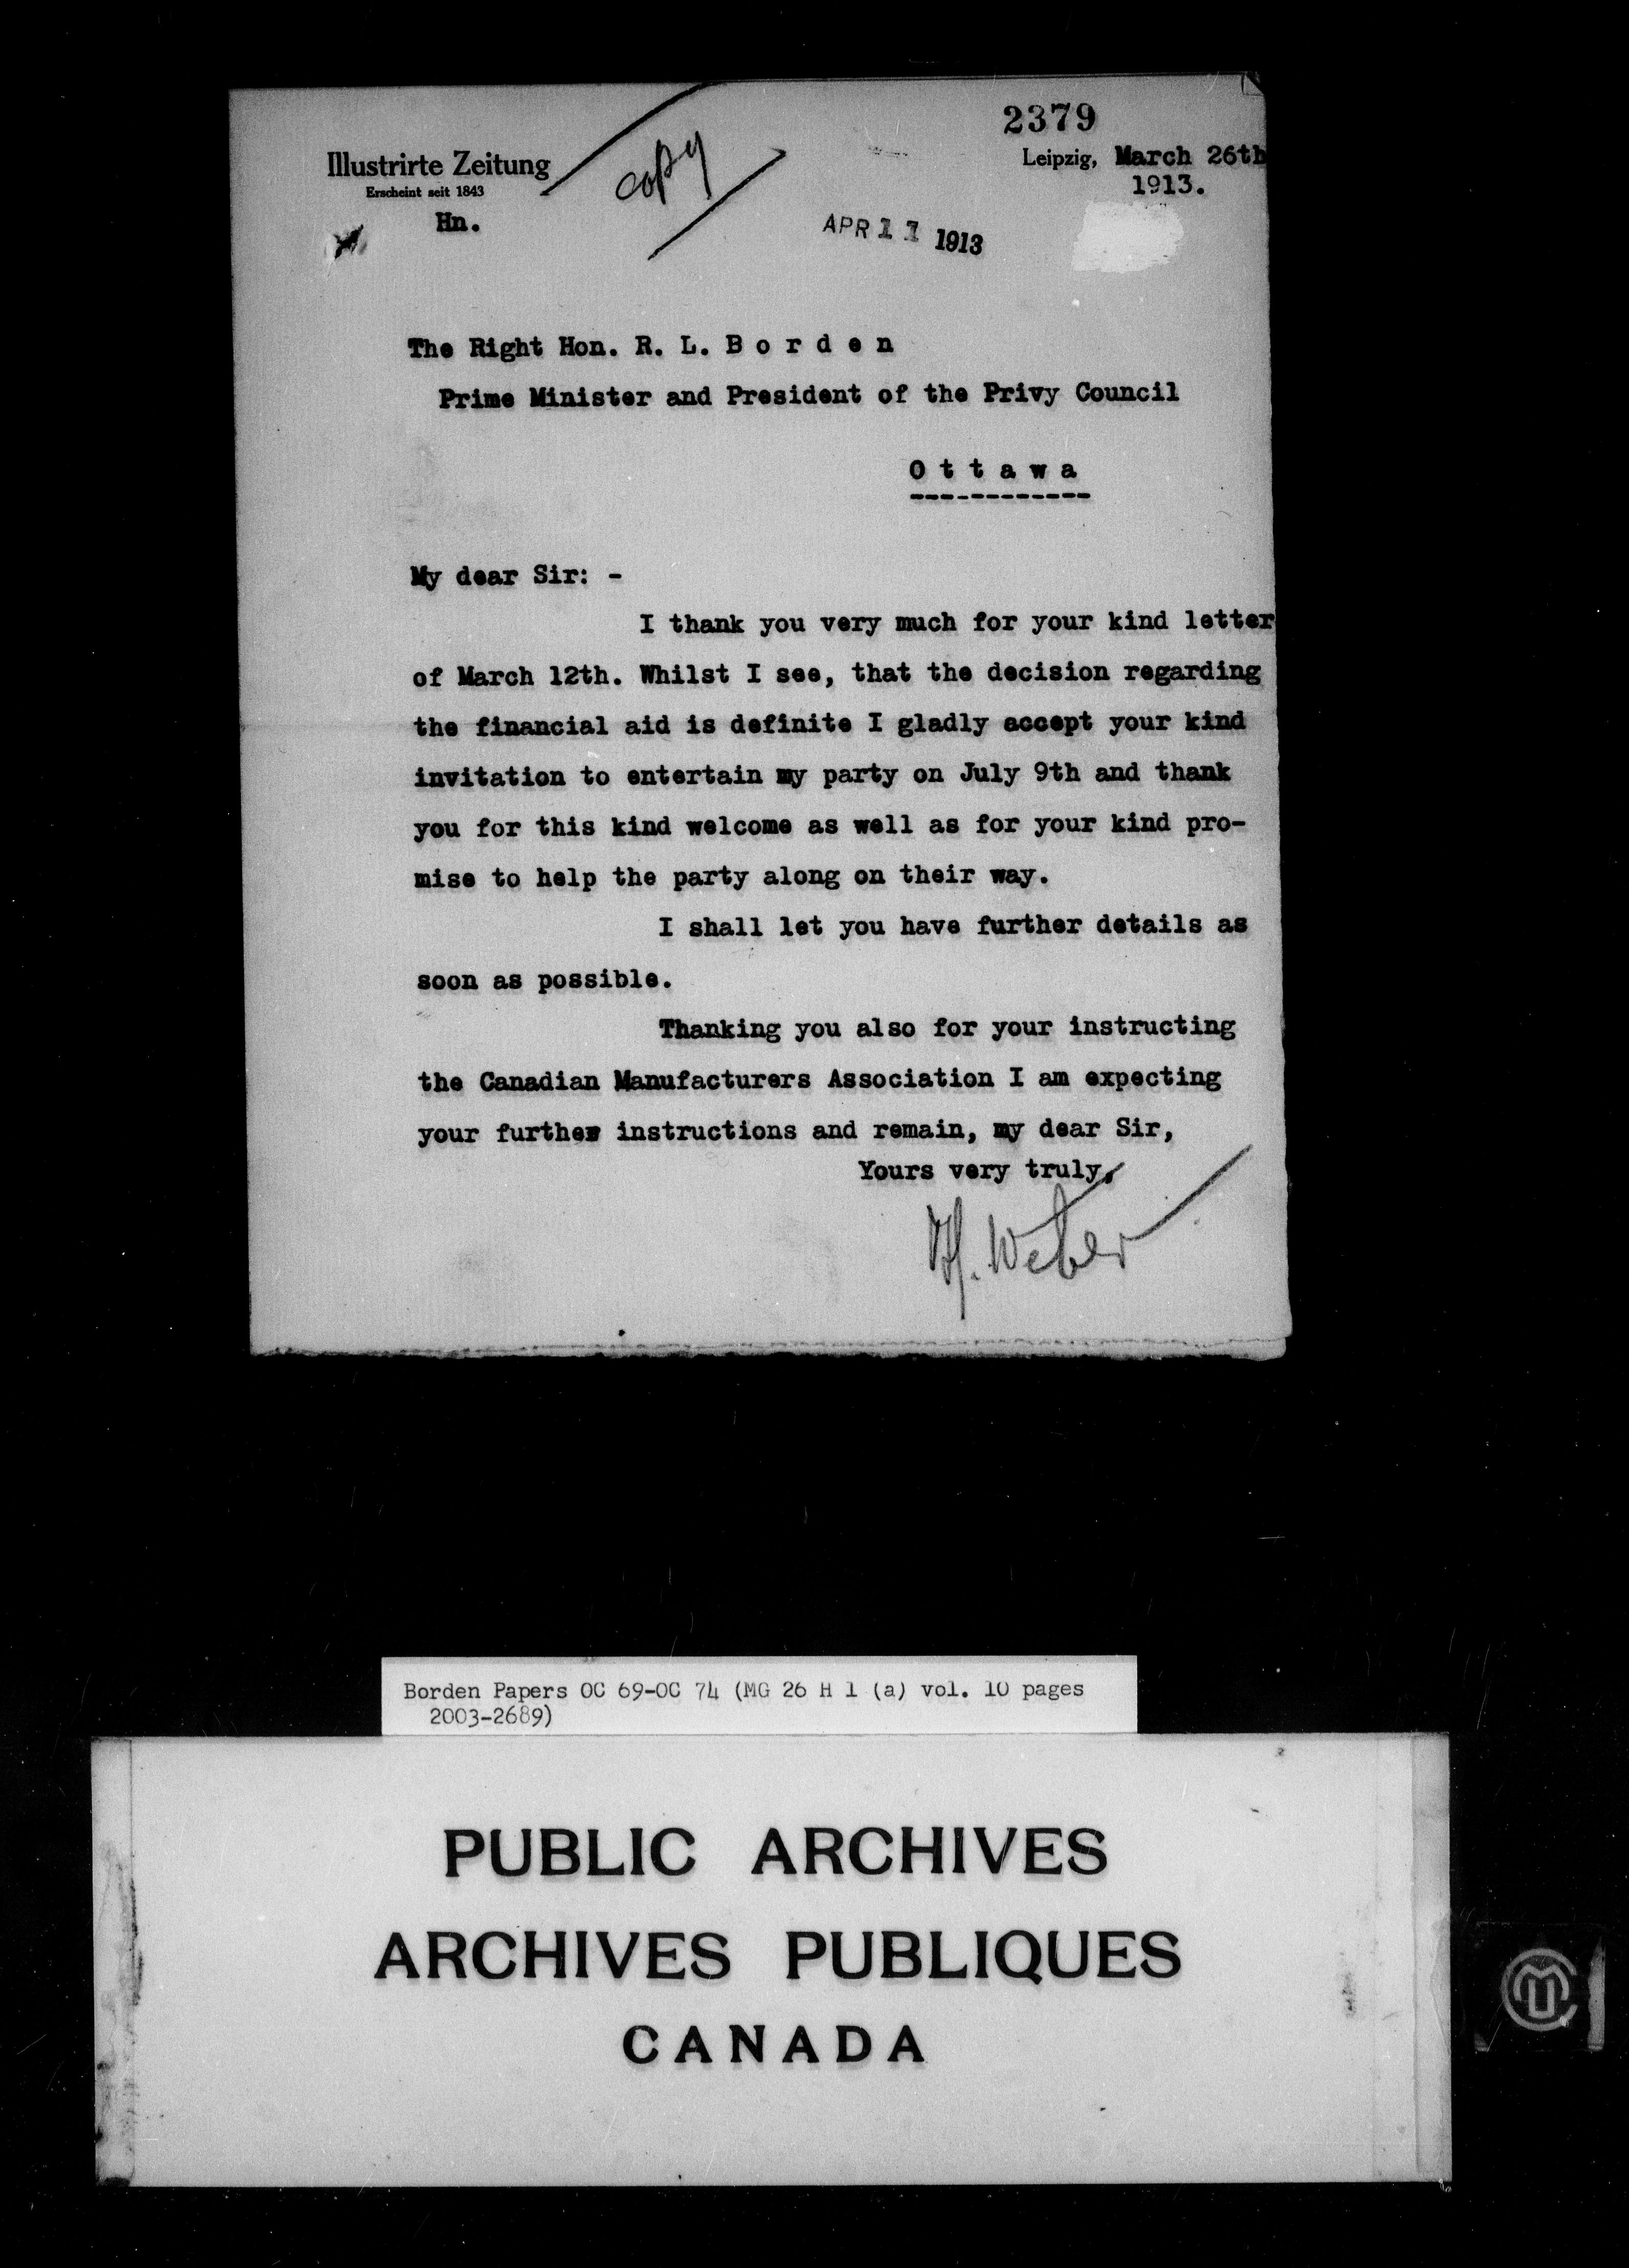 2379
Illustrirte Zeitung
Erscheint seit 1843
Hn.
copy
Leipzig, March 26th
1913.
APR 11 1913
The Right Hon. R. L. B o r d e n
Prime Minister and President of the Privy Council
O t t a w a
------------
My dear Sir: -
I thank you very much for your kind letter
of March 12th. Whilst I see, that the decision regarding
the financial aid is definite I gladly accept your kind
invitation to entertain my party on July 9th and thank
you for this kind welcome as well as for your kind pro-
mise to help the party along on their way.
I shall let you have further details as
soon as possible.
Thanking you also for your instructing
the Canadian Manufacturers Association I am expecting
your further instructions and remain, my dear Sir,
Yours very truly,
Weber
Borden Papers OC 69-OC 74 (MG 26 H 1 (a) vol. 10 pages
2003-2689)
PUBLIC ARCHIVES
ARCHIVES PUBLIQUES
CANADA